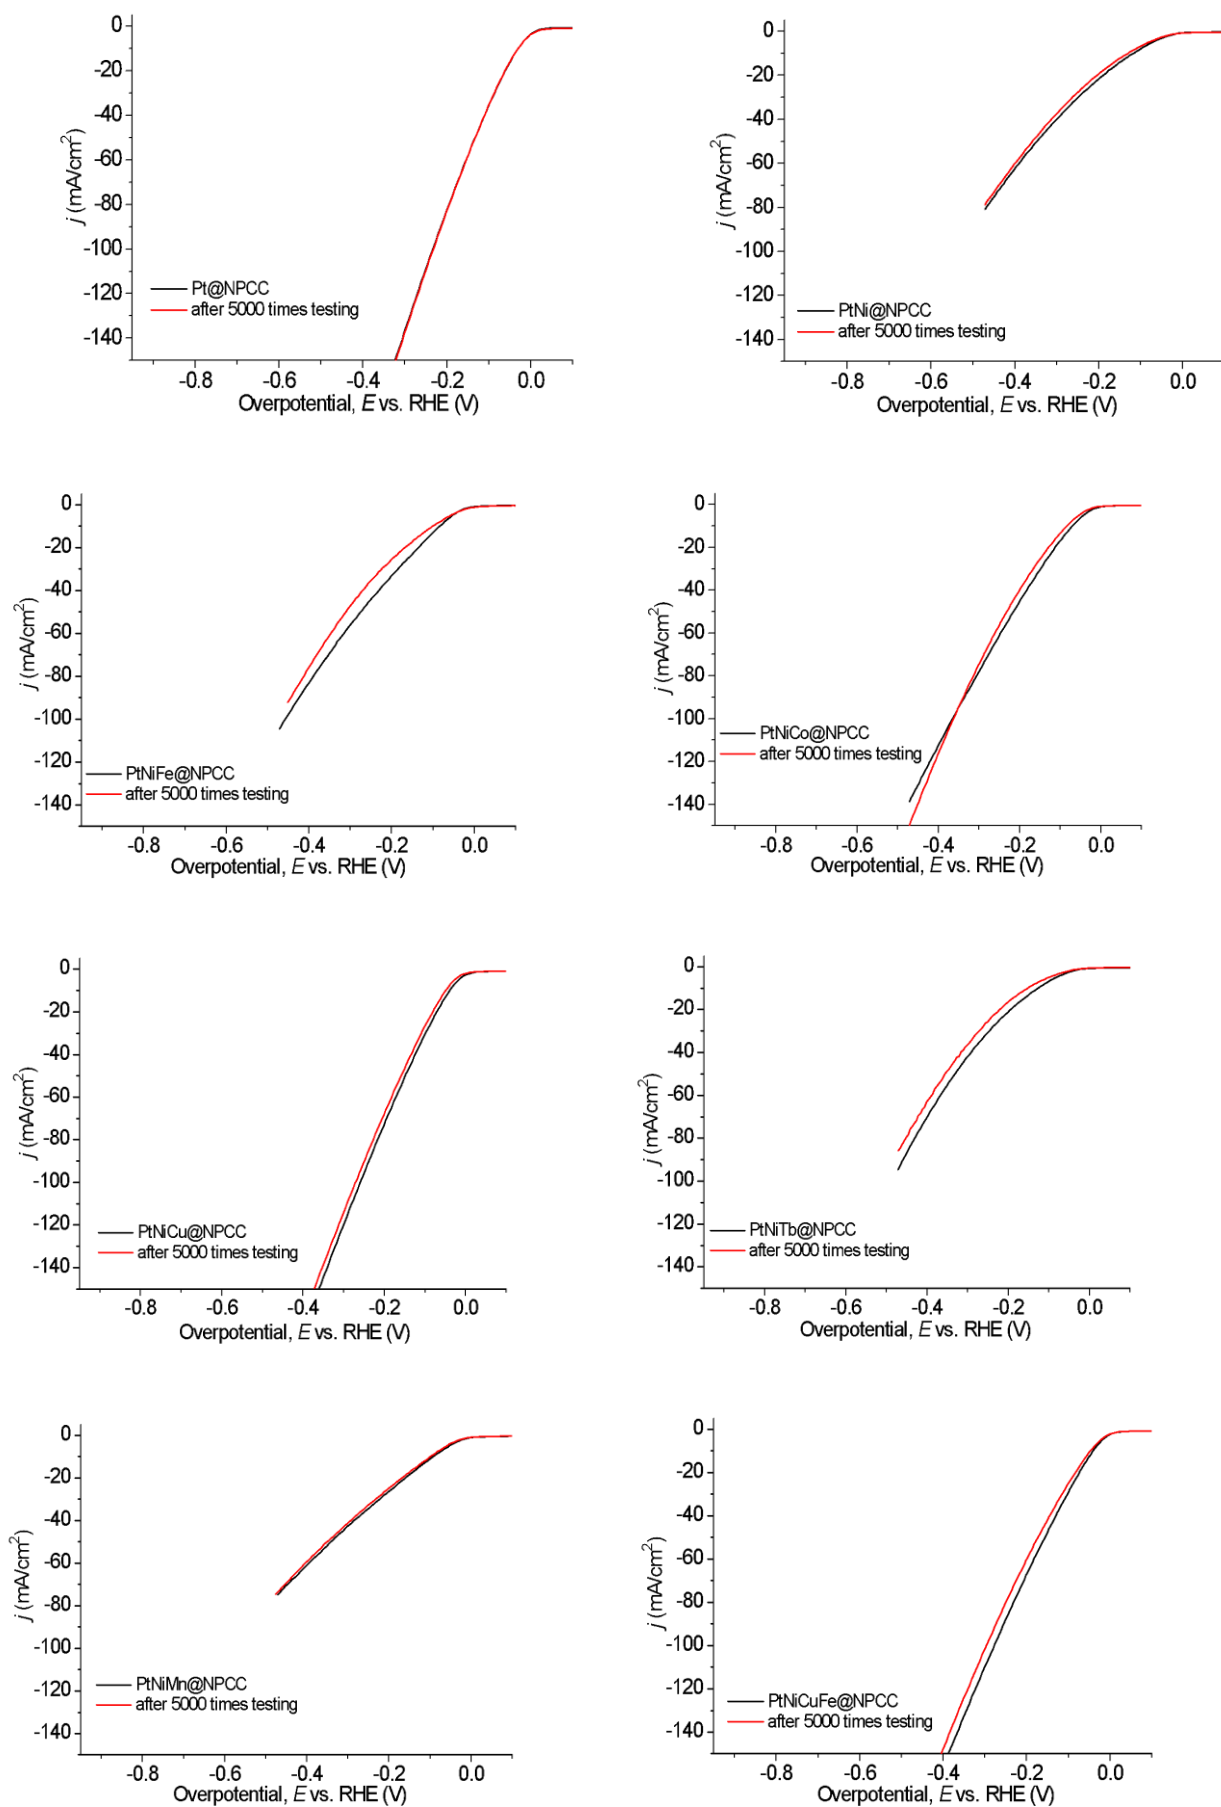 0
-20
-40
-60
-80
-100
-120
-140
j (mA/cm²)
Pt@NPCC
after 5000 times testing
-0.8 -0.6 -0.4 -0.2 0.0
Overpotential, E vs. RHE (V)
0
-20
-40
-60
-80
-100
-120
-140
j (mA/cm²)
PtNi@NPCC
after 5000 times testing
-0.8 -0.6 -0.4 -0.2 0.0
Overpotential, E vs. RHE (V)
0
-20
-40
-60
-80
-100
-120
-140
j (mA/cm²)
PtNiFe@NPCC
after 5000 times testing
-0.8 -0.6 -0.4 -0.2 0.0
Overpotential, E vs. RHE (V)
0
-20
-40
-60
-80
-100
-120
-140
j (mA/cm²)
PtNiCo@NPCC
after 5000 times testing
-0.8 -0.6 -0.4 -0.2 0.0
Overpotential, E vs. RHE (V)
0
-20
-40
-60
-80
-100
-120
-140
j (mA/cm²)
PtNiCu@NPCC
after 5000 times testing
-0.8 -0.6 -0.4 -0.2 0.0
Overpotential, E vs. RHE (V)
0
-20
-40
-60
-80
-100
-120
-140
j (mA/cm²)
PtNiTb@NPCC
after 5000 times testing
-0.8 -0.6 -0.4 -0.2 0.0
Overpotential, E vs. RHE (V)
0
-20
-40
-60
-80
-100
-120
-140
j (mA/cm²)
PtNiMn@NPCC
after 5000 times testing
-0.8 -0.6 -0.4 -0.2 0.0
Overpotential, E vs. RHE (V)
0
-20
-40
-60
-80
-100
-120
-140
j (mA/cm²)
PtNiCuFe@NPCC
after 5000 times testing
-0.8 -0.6 -0.4 -0.2 0.0
Overpotential, E vs. RHE (V)